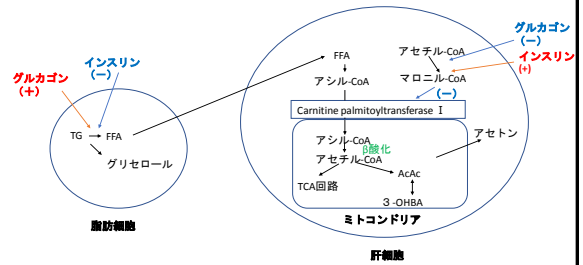 グルカゴン
（＋）
インスリン
（－）
TG
FFA
グリセロール
脂肪細胞
FFA
アシル-CoA
アセチル-CoA
マロニル-CoA
グルカゴン
（－）
インスリン
(+)
（－）
Carnitine palmitoyltransferase Ⅰ
アシル-CoA
β酸化
アセチル-CoA
TCA回路
AcAc
３-OHBA
アセトン
ミトコンドリア
肝細胞